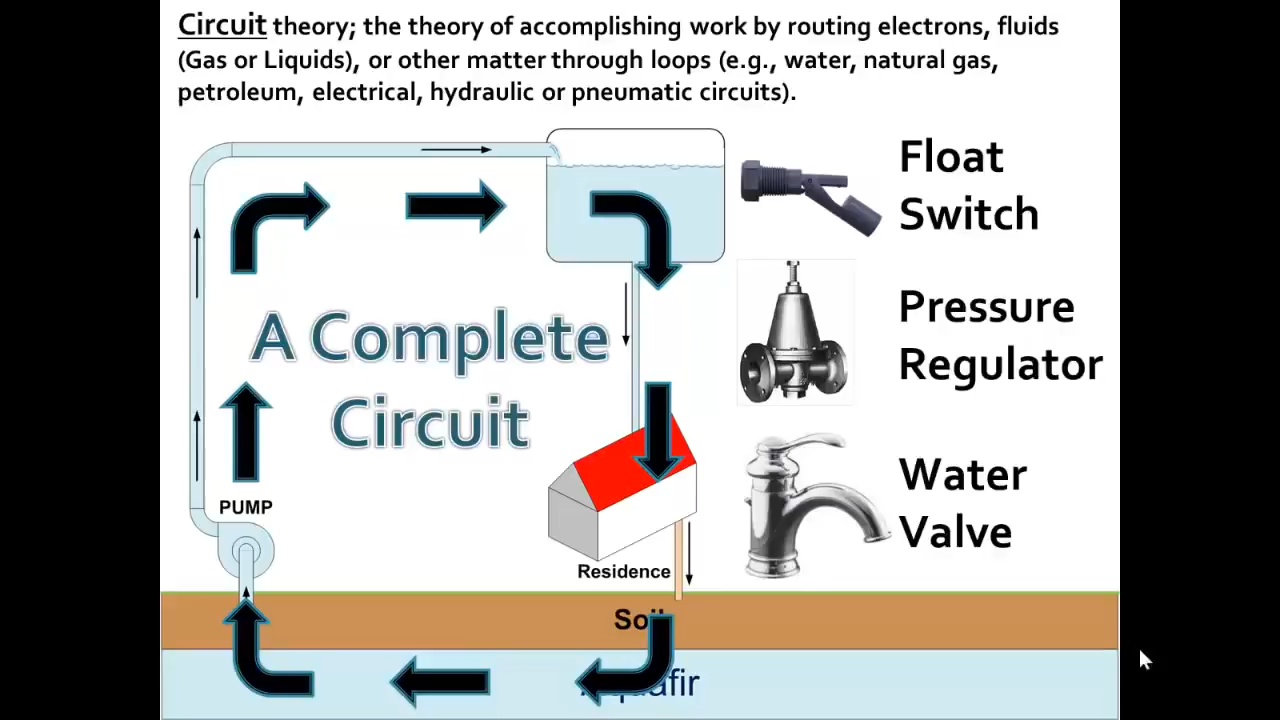 Circuit theory; the theory of accomplishing work by routing electrons, fluids
(Gas or Liquids), or other matter through loops (e.g., water, natural gas,
petroleum, electrical, hydraulic or pneumatic circuits).
Float
Switch
Pressure
Regulator
A Complete
Circuit
Water
Valve
PUMP
Residence
Soil